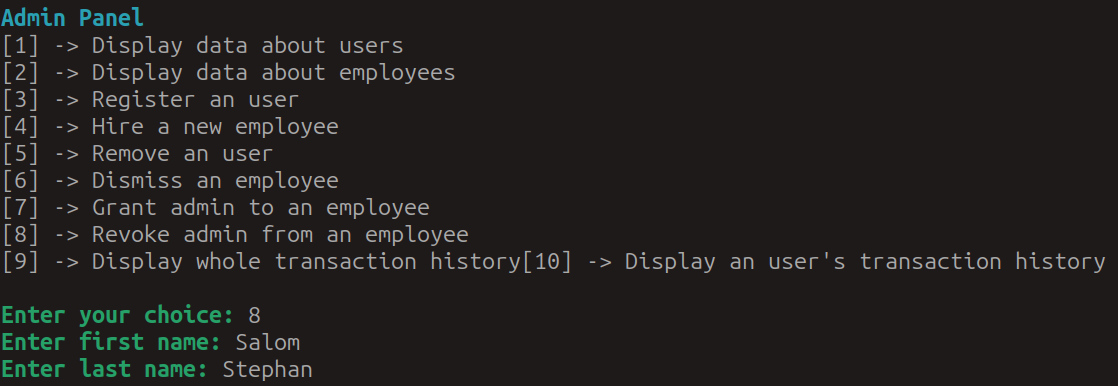 Admin Panel
[1] -> Display data about users
[2] -> Display data about employees
[3] -> Register an user
[4] -> Hire a new employee
[5] -> Remove an user
[6] -> Dismiss an employee
[7] -> Grant admin to an employee
[8] -> Revoke admin from an employee
[9] -> Display whole transaction history[10] -> Display an user's transaction history
Enter your choice: 8
Enter first name: Salom
Enter last name: Stephan